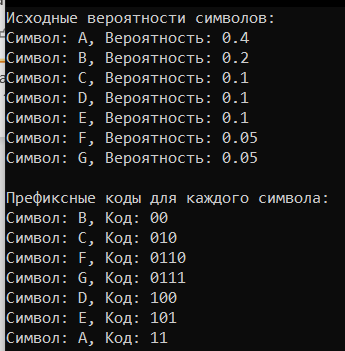 Исходные вероятности символов:
Символ: A, Вероятность: 0.4
Символ: B, Вероятность: 0.2
Символ: C, Вероятность: 0.1
Символ: D, Вероятность: 0.1
Символ: E, Вероятность: 0.1
Символ: F, Вероятность: 0.05
Символ: G, Вероятность: 0.05

Префиксные коды для каждого символа:
Символ: B, Код: 00
Символ: C, Код: 010
Символ: F, Код: 0110
Символ: G, Код: 0111
Символ: D, Код: 100
Символ: E, Код: 101
Символ: A, Код: 11